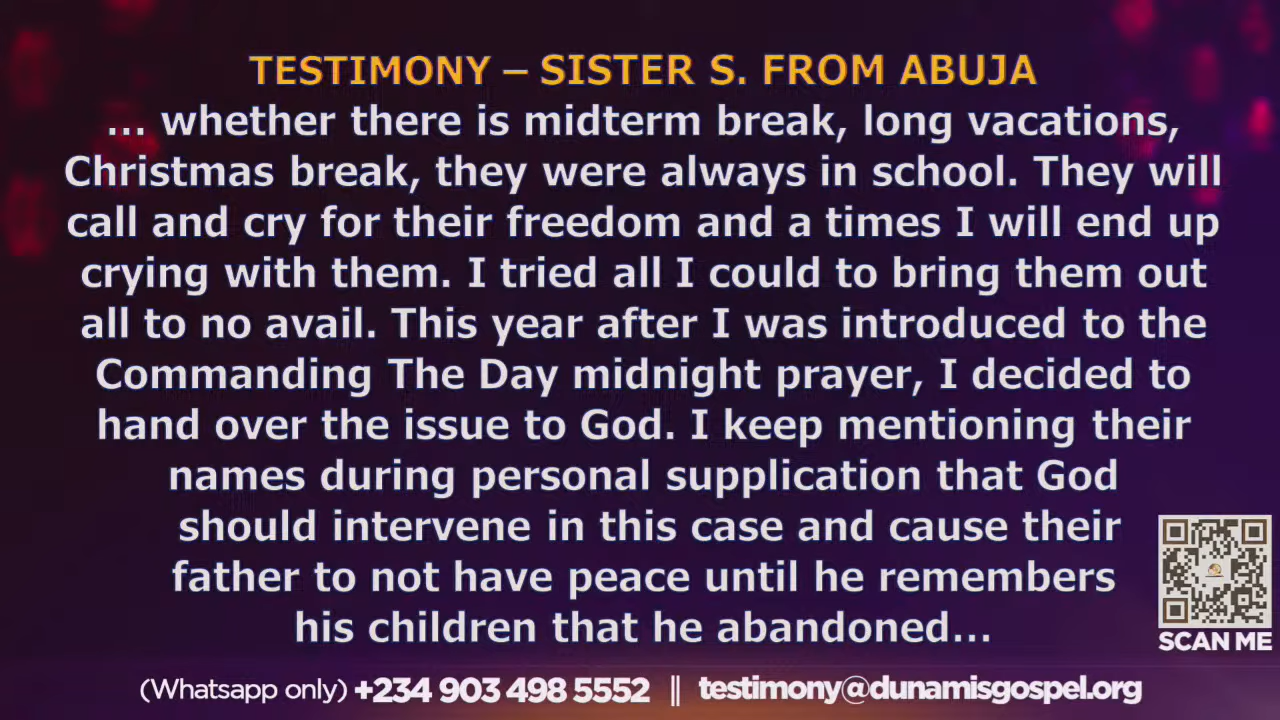 TESTIMONY – SISTER S. FROM ABUJA
... whether there is midterm break, long vacations,
Christmas break, they were always in school. They will
call and cry for their freedom and a times I will end up
crying with them. I tried all I could to bring them out
all to no avail. This year after I was introduced to the
Commanding The Day midnight prayer, I decided to
hand over the issue to God. I keep mentioning their
names during personal supplication that God
should intervene in this case and cause their
father to not have peace until he remembers
his children that he abandoned...
SCAN ME
(Whatsapp only) +234 903 498 5552 || testimony@dunamisgospel.org